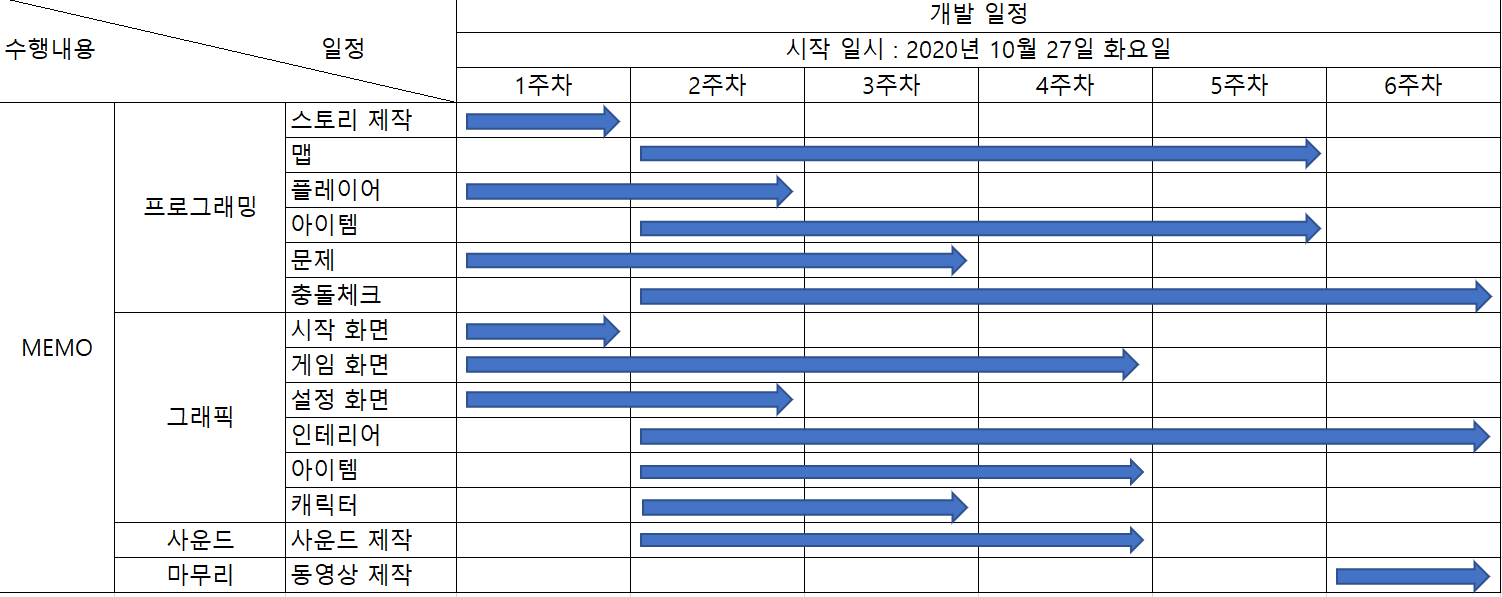 개발 일정
수행내용 일정
시작 일시 : 2020년 10월 27일 화요일
1주차 2주차 3주차 4주차 5주차 6주차
MEMO
프로그래밍
스토리 제작
맵
플레이어
아이템
문제
충돌체크
그래픽
시작 화면
게임 화면
설정 화면
인테리어
아이템
캐릭터
사운드 사운드 제작
마무리 동영상 제작